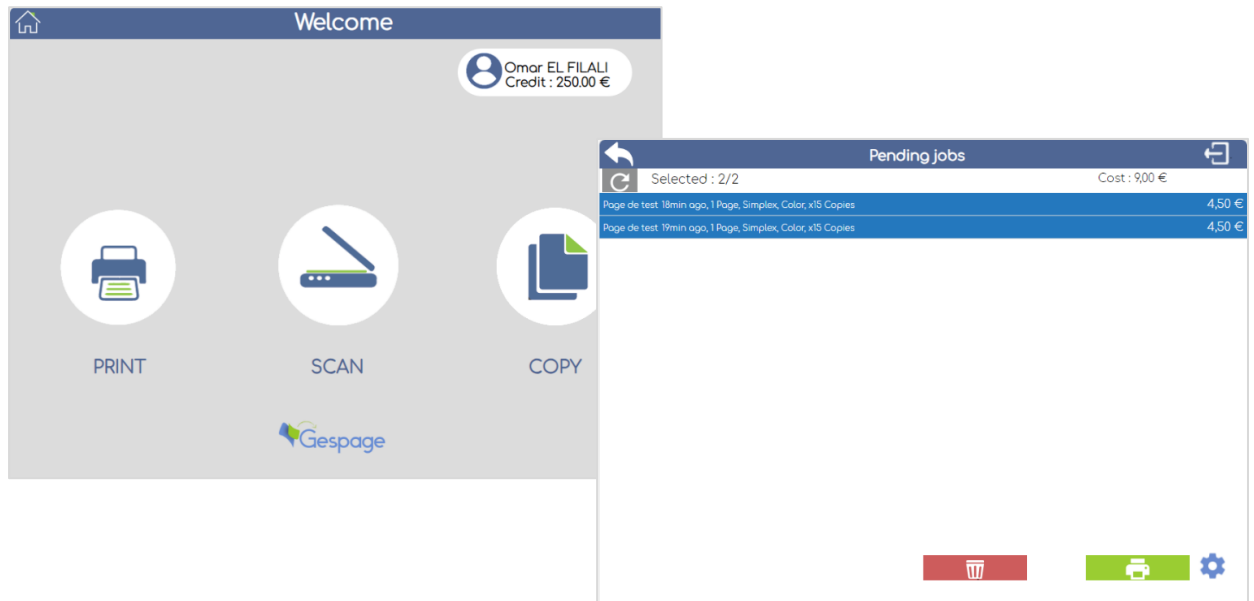 Welcome
Omar EL FILALI
Credit : 250.00 €
PRINT
SCAN
COPY
Gespage
Pending jobs
Selected : 2/2
Cost : 9,00 €
Page de test 18min ago, 1 Page, Simplex, Color, x15 Copies 4,50 €
Page de test 19min ago, 1 Page, Simplex, Color, x15 Copies 4,50 €